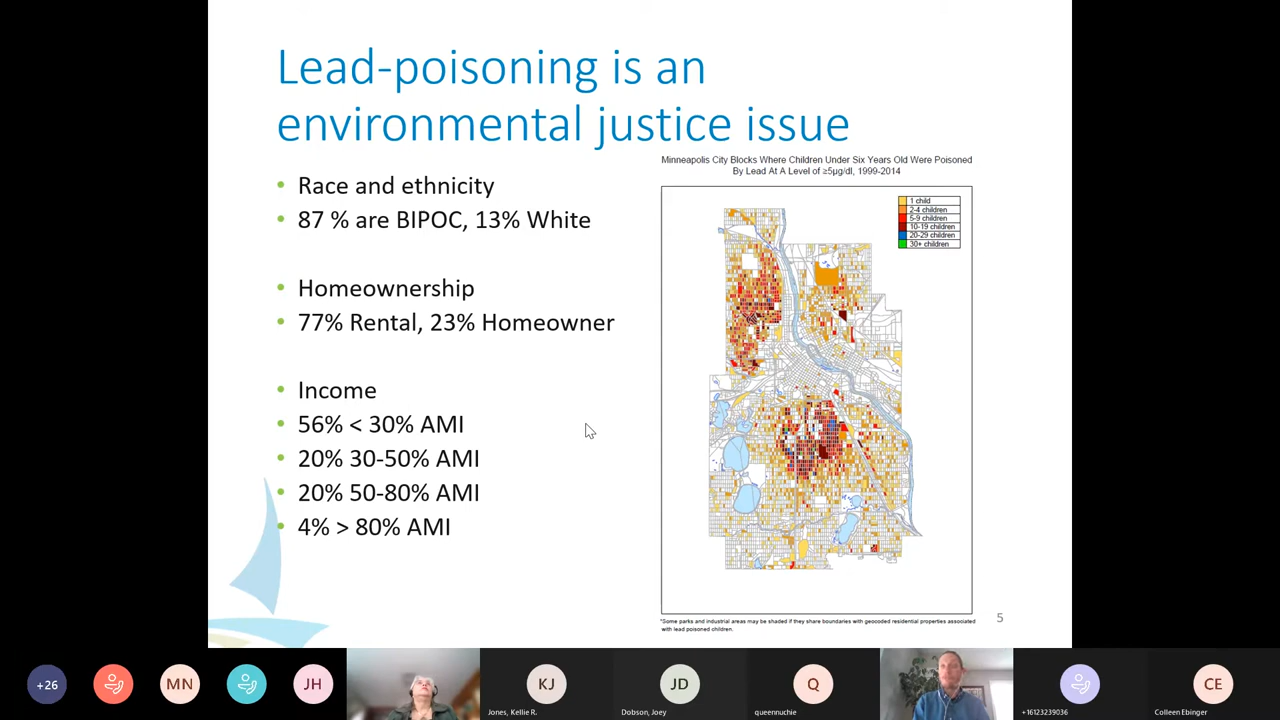 Lead-poisoning is an
environmental justice issue
Race and ethnicity
87 % are BIPOC, 13% White
Homeownership
77% Rental, 23% Homeowner
Income
56% < 30% AMI
20% 30-50% AMI
20% 50-80% AMI
4% > 80% AMI
Minneapolis City Blocks Where Children Under Six Years Old Were Poisoned
By Lead At A Level of ≥5µg/dl, 1999-2014
1 child
2-4 children
5-9 children
10-19 children
20-29 children
30+ children
*Some parks and industrial areas may be shaded if they share boundaries with geocoded residential properties associated
with lead poisoned children.
5
+26
MN
JH
KJ
Jones, Kellie R.
JD
Dobson, Joey
Q
queennuchie
+16123239036
CE
Colleen Ebinger